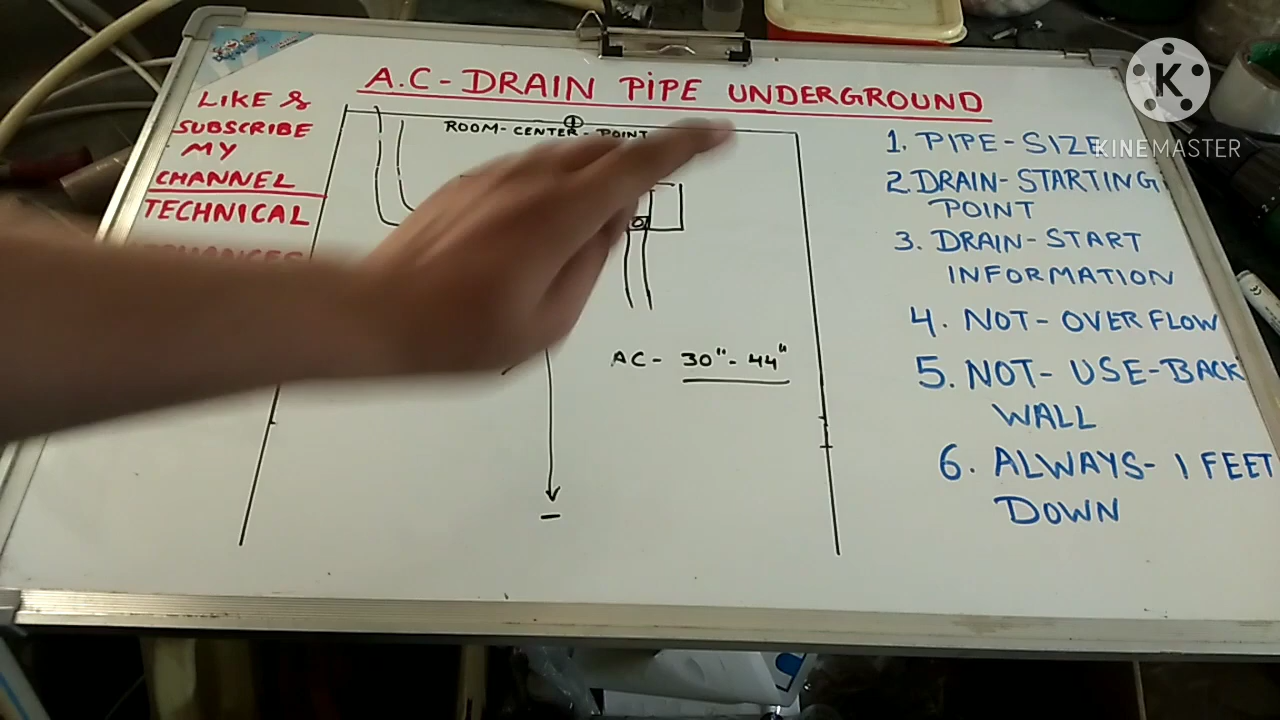 A.C-DRAIN PIPE UNDERGROUND
LIKE &
SUBSCRIBE
MY
CHANNEL
TECHNICAL
ROOM-CENTER-POINT
1
AC- 30"-44"
1. PIPE-SIZE
2. DRAIN-STARTING
POINT
3. DRAIN-START
INFORMATION
4. NOT-OVERFLOW
5. NOT-USE-BACK
WALL
6. ALWAYS-1 FEET
DOWN
K
KINEMASTER